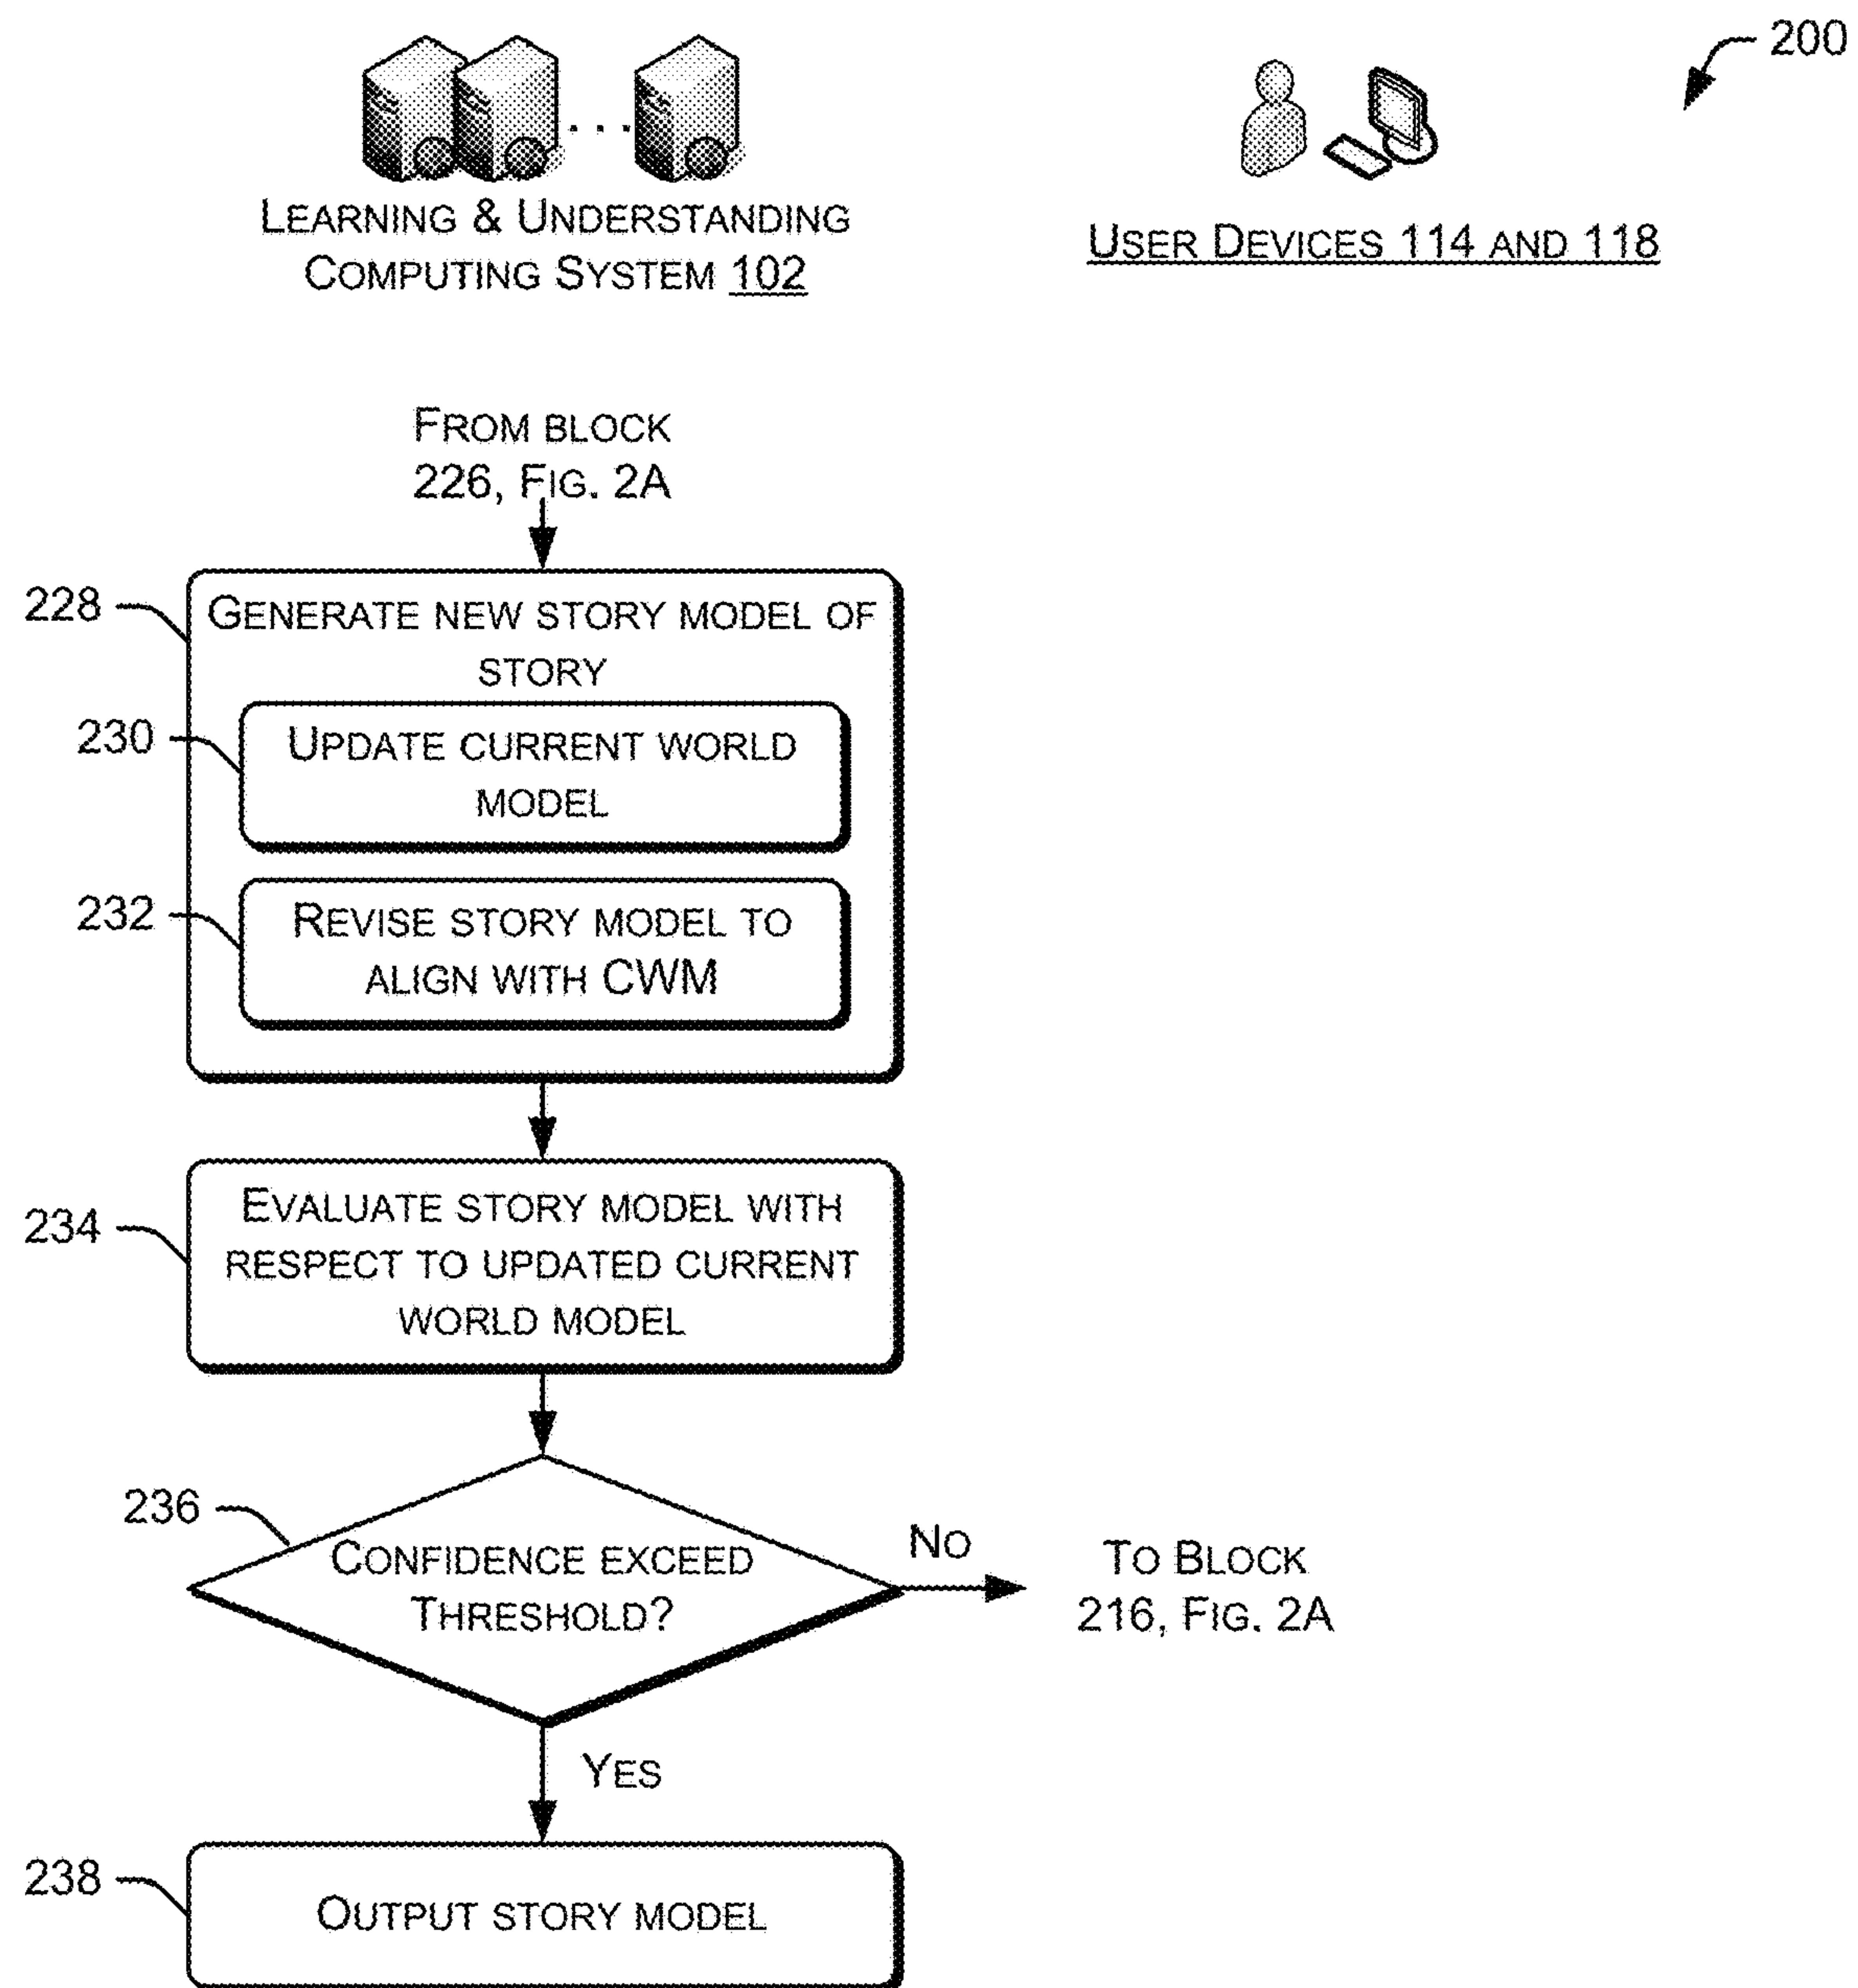 200
LEARNING & UNDERSTANDING
COMPUTING SYSTEM 102
USER DEVICES 114 AND 118
FROM BLOCK
226, FIG. 2A
228
GENERATE NEW STORY MODEL OF
STORY
230
UPDATE CURRENT WORLD
MODEL
232
REVISE STORY MODEL TO
ALIGN WITH CWM
234
EVALUATE STORY MODEL WITH
RESPECT TO UPDATED CURRENT
WORLD MODEL
236
CONFIDENCE EXCEED
THRESHOLD?
NO
TO BLOCK
216, FIG. 2A
YES
238
OUTPUT STORY MODEL